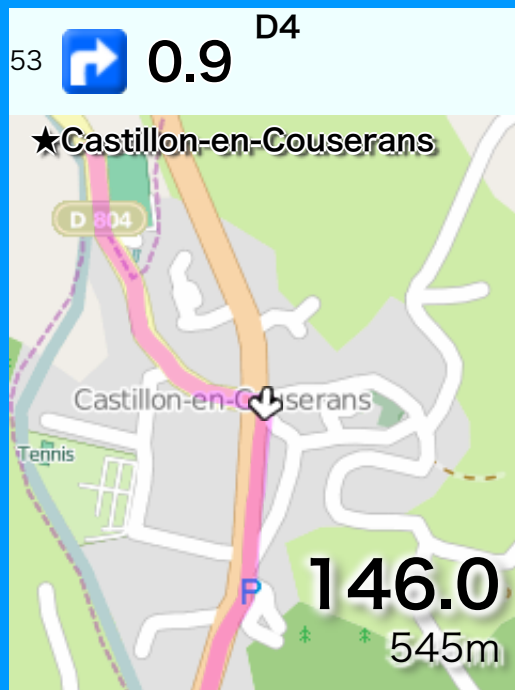 D4
53 0.9
★Castillon-en-Couserans
D 804
Castillon-en-Couserans
Tennis
P
146.0
545m